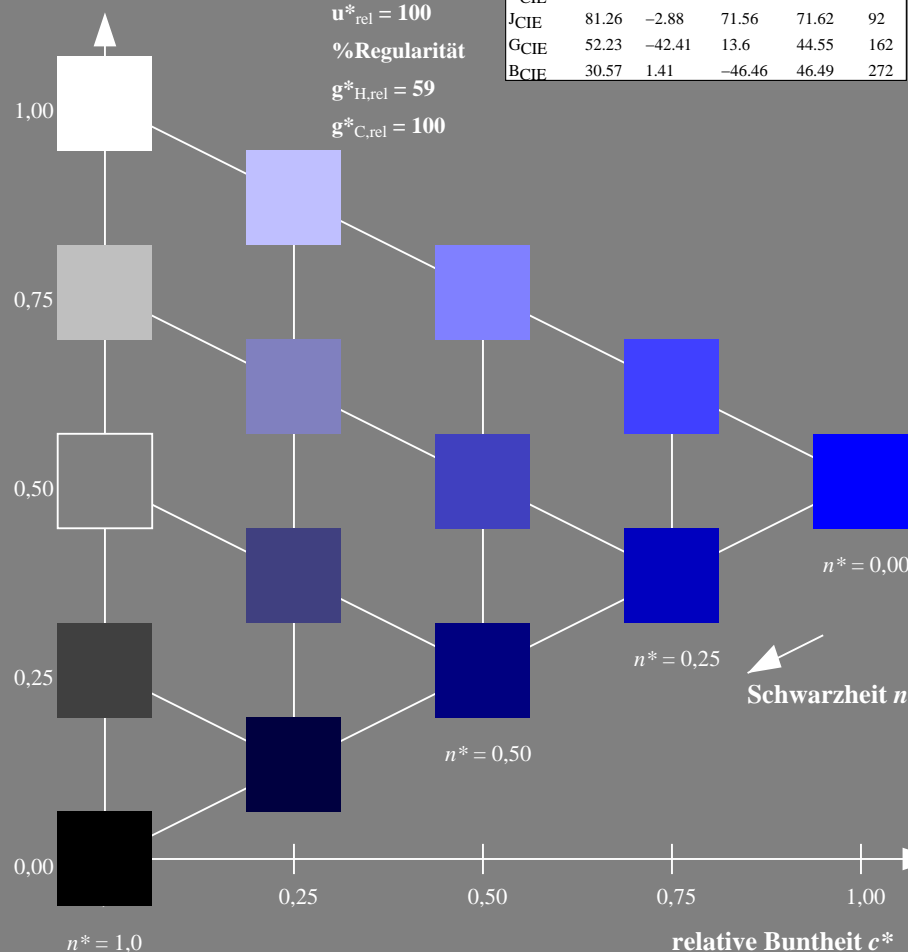 u*rel = 100
%Regularität
g*H,rel = 59
g*C,rel = 100
CIE
JCIE 81.26 −2.88 71.56 71.62 92
GCIE 52.23 −42.41 13.6 44.55 162
BCIE 30.57 1.41 −46.46 46.49 272
1,00
0,75
0,50
0,25
0,00
n* = 0,00
n* = 0,25
Schwarzheit n
n* = 0,50
0,25 0,50 0,75 1,00
n* = 1,0
relative Buntheit c*